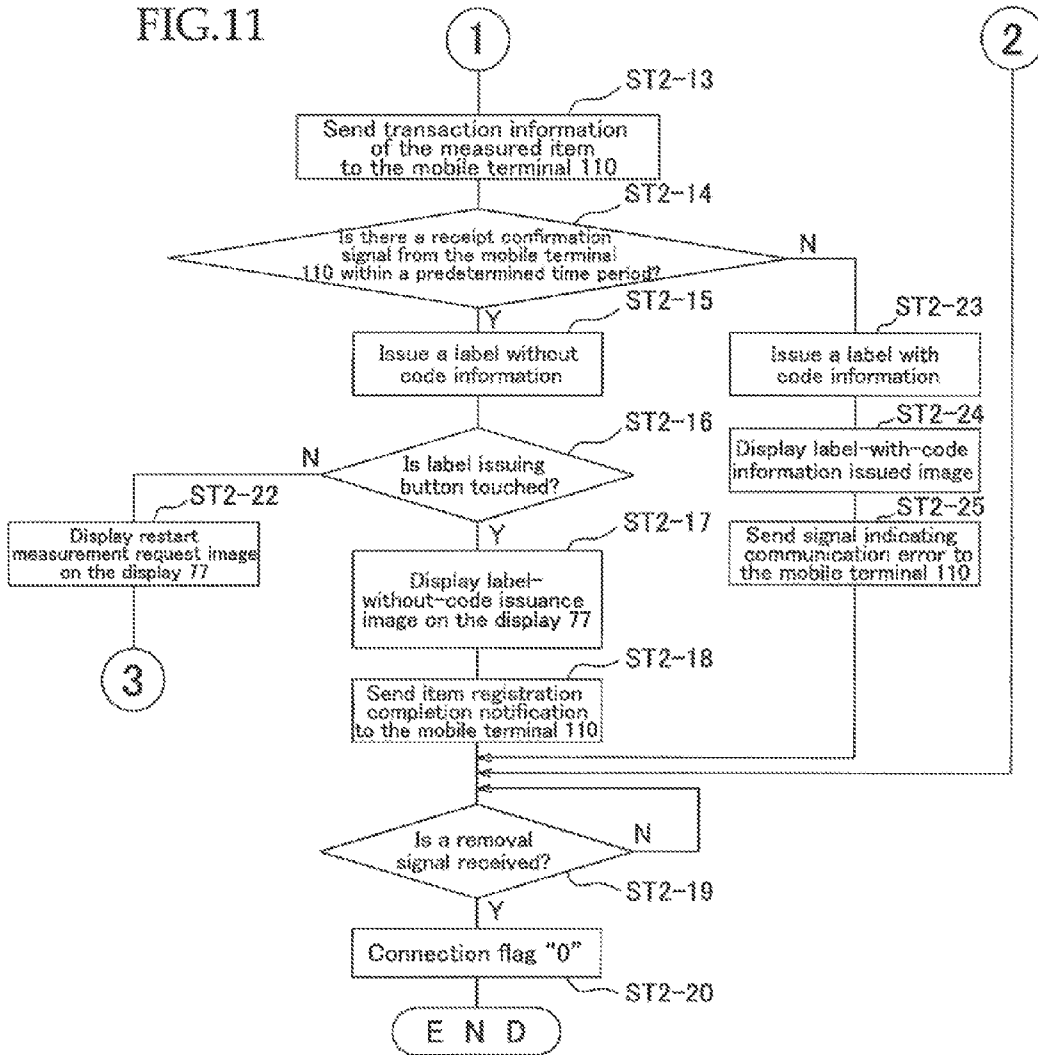 FIG.11
1
2
ST2-13
Send transaction information
of the measured item
to the mobile terminal 110
ST2-14
Is there a receipt confirmation
signal from the mobile terminal
110 within a predetermined time period?
N
Y
ST2-15
Issue a label without
code information
ST2-23
Issue a label with
code information
ST2-16
Is label issuing
button touched?
N
Y
ST2-24
Display label-with-code
information issued image
ST2-22
Display restart
measurement request image
on the display 77
3
ST2-17
Display label-
without-code issuance
image on the display 77
ST2-25
Send signal indicating
communication error to
the mobile terminal 110
ST2-18
Send item registration
completion notification
to the mobile terminal 110
Is a removal
signal received?
N
ST2-19
Y
Connection flag "0"
ST2-20
E N D